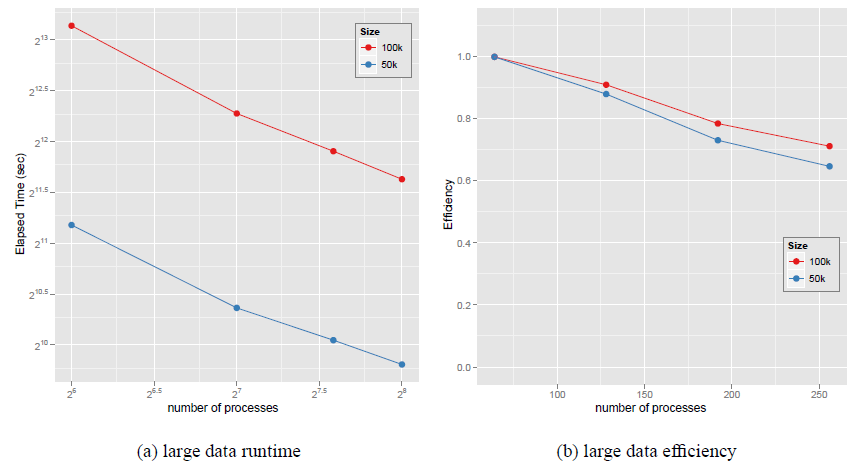 Elapsed Time (sec)
2^13
2^12.5
2^12
2^11.5
2^11
2^10.5
2^10
2^6
2^6.5
2^7
2^7.5
2^8
number of processes
Size
100k
50k
(a) large data runtime
Efficiency
1.0
0.8
0.6
0.4
0.2
0.0
100
150
200
250
number of processes
Size
100k
50k
(b) large data efficiency